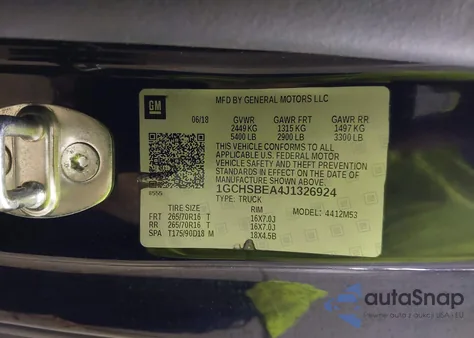 GM
MFD BY GENERAL MOTORS LLC
06/18 GVWR GAWR FRT GAWR RR
2449 KG 1315 KG 1497 KG
5400 LB 2900 LB 3300 LB
THIS VEHICLE CONFORMS TO ALL
APPLICABLE U.S. FEDERAL MOTOR
VEHICLE SAFETY AND THEFT PREVENTION
STANDARDS IN EFFECT ON THE DATE OF
MANUFACTURE SHOWN ABOVE.
1GCHSBEA4J1326924
TYPE: TRUCK
TIRE SIZE RIM MODEL: 4412M53
FRT 265/70R16 T 16X7.0J
RR 265/70R16 T 16X7.0J
SPA T175/90D18 M 18X4.5B
autoSnap